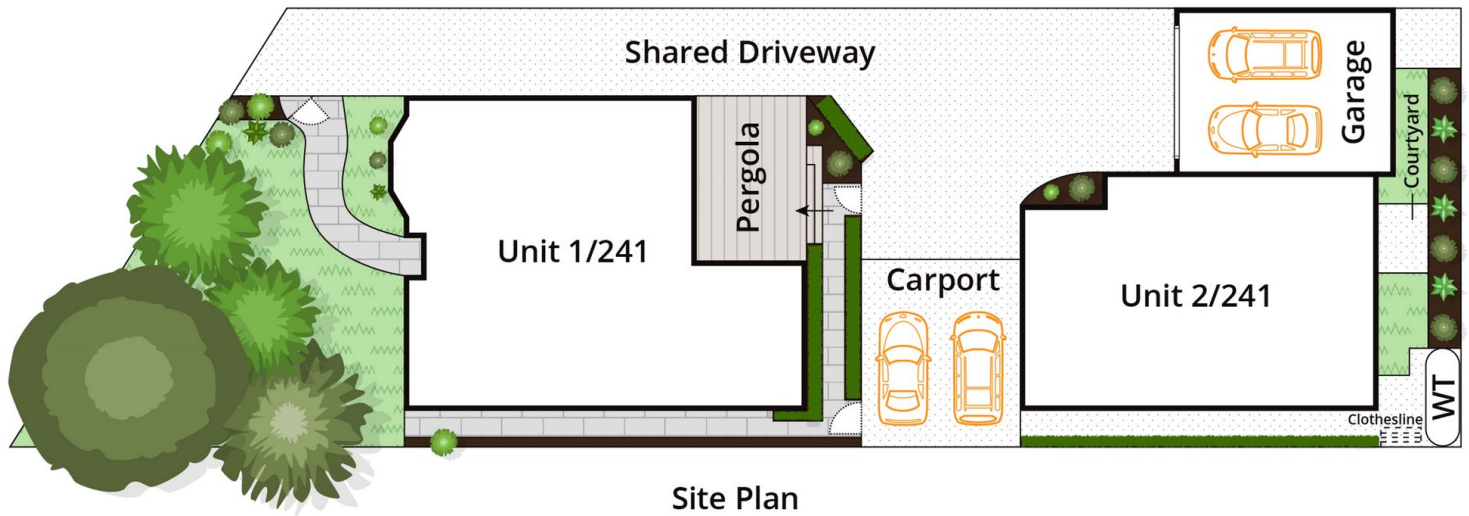 Shared Driveway
Garage
Courtyard
Pergola
Unit 1/241
Carport
Unit 2/241
WT
Clothesline
Site Plan